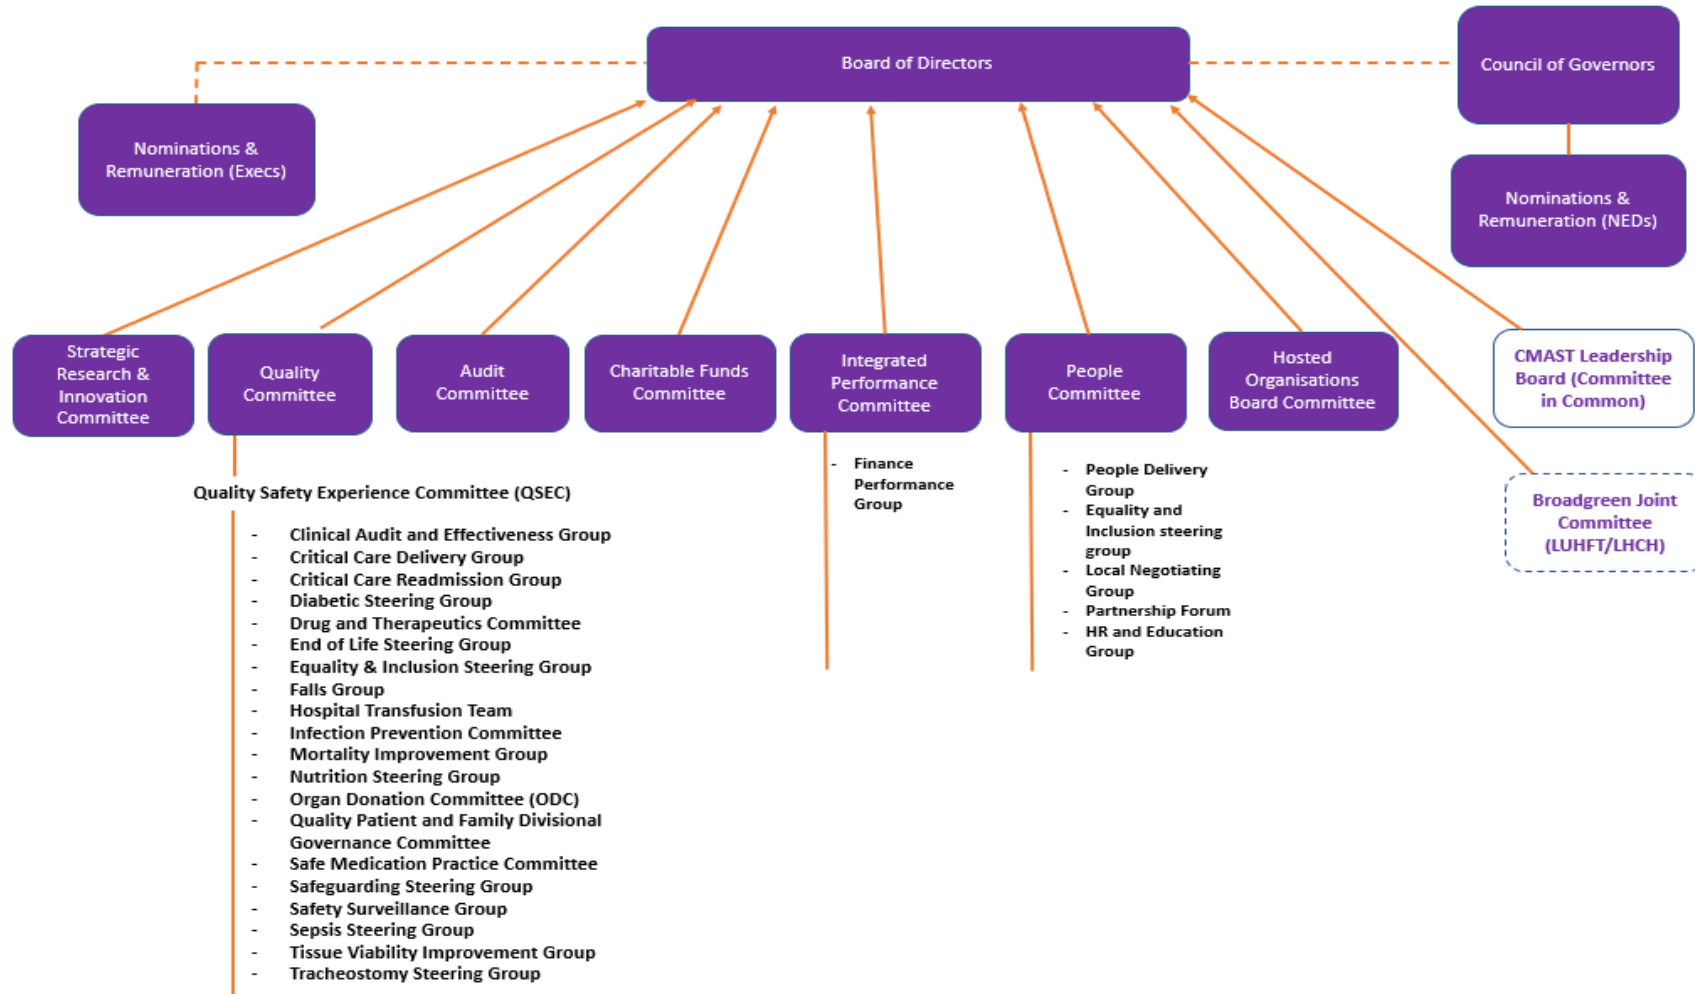 Board of Directors
Council of Governors
Nominations &
Remuneration (Execs)
Nominations &
Remuneration (NEDs)
Strategic
Research &
Innovation
Committee
Quality
Committee
Audit
Committee
Charitable Funds
Committee
Integrated
Performance
Committee
People
Committee
Hosted
Organisations
Board Committee
CMAST Leadership
Board (Committee
in Common)
Broadgreen Joint
Committee
(LUHFT/LHCH)
Quality Safety Experience Committee (QSEC)
- Clinical Audit and Effectiveness Group
- Critical Care Delivery Group
- Critical Care Readmission Group
- Diabetic Steering Group
- Drug and Therapeutics Committee
- End of Life Steering Group
- Equality & Inclusion Steering Group
- Falls Group
- Hospital Transfusion Team
- Infection Prevention Committee
- Mortality Improvement Group
- Nutrition Steering Group
- Organ Donation Committee (ODC)
- Quality Patient and Family Divisional
Governance Committee
- Safe Medication Practice Committee
- Safeguarding Steering Group
- Safety Surveillance Group
- Sepsis Steering Group
- Tissue Viability Improvement Group
- Tracheostomy Steering Group
- Finance
Performance
Group
- People Delivery
Group
- Equality and
Inclusion steering
group
- Local Negotiating
Group
- Partnership Forum
- HR and Education
Group